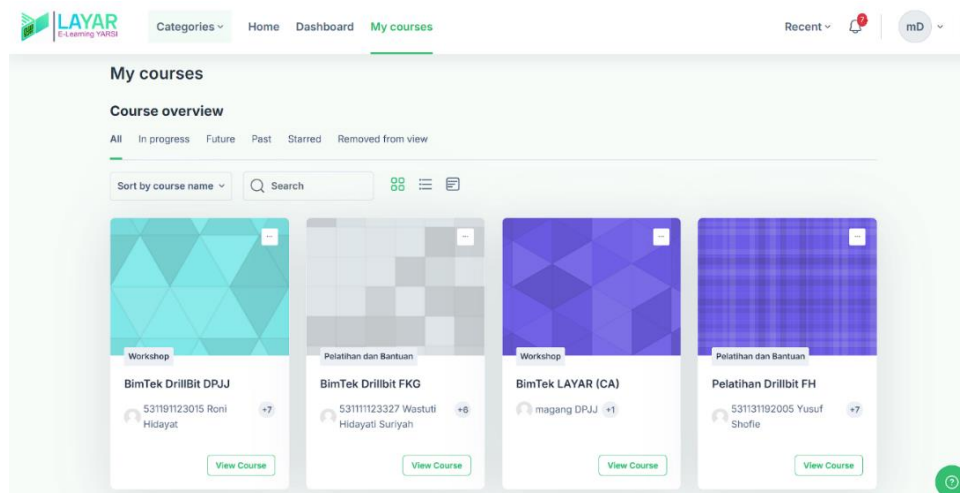 LAYAR
E-Learning YARSI
Categories Home Dashboard My courses Recent 7 mD
My courses
Course overview
All In progress Future Past Starred Removed from view
Sort by course name Search
Workshop
BimTek DrillBit DPJJ
531191123015 Roni Hidayat +7
View Course
Pelatihan dan Bantuan
BimTek Drillbit FKG
531111123327 Wastuti Hidayati Suriyah +6
View Course
Workshop
BimTek LAYAR (CA)
magang DPJJ +1
View Course
Pelatihan dan Bantuan
Pelatihan Drillbit FH
531131192005 Yusuf Shofie +7
View Course